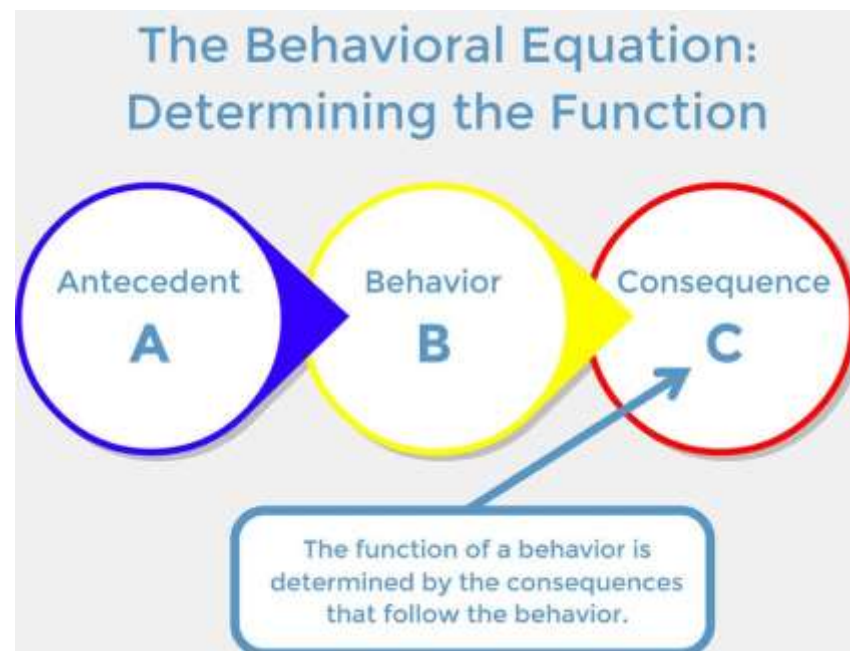 The Behavioral Equation:
Determining the Function
Antecedent
A
Behavior
B
Consequence
C
The function of a behavior is
determined by the consequences
that follow the behavior.